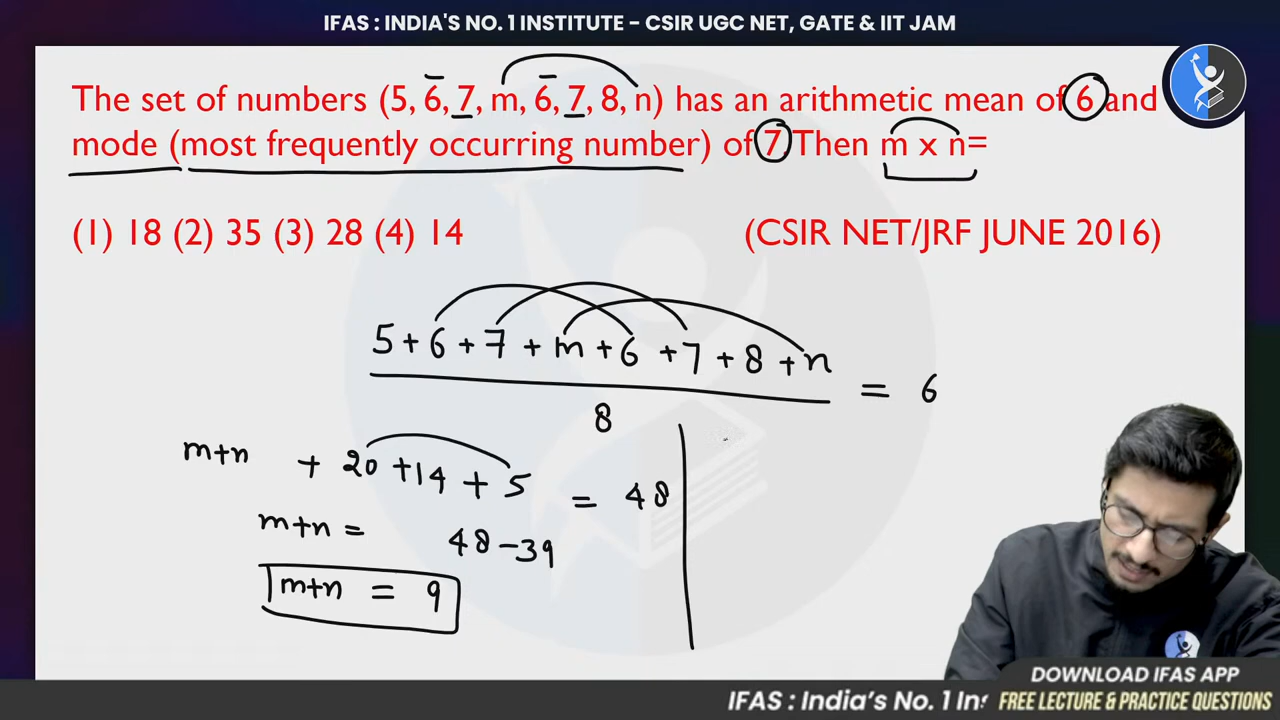 IFAS : INDIA'S NO. 1 INSTITUTE – CSIR UGC NET, GATE & IIT JAM
The set of numbers (5, 6, 7, m, 6, 7, 8, n) has an arithmetic mean of 6 and
mode (most frequently occurring number) of 7 Then m x n=
(1) 18 (2) 35 (3) 28 (4) 14 (CSIR NET/JRF JUNE 2016)
5 + 6 + 7 + m + 6 + 7 + 8 + n
= 6
8
m+n + 20 + 14 + 5 = 48
m+n = 48 - 39
m+n = 9
DOWNLOAD IFAS APP
IFAS : India's No. 1 Ins FREE LECTURE & PRACTICE QUESTIONS